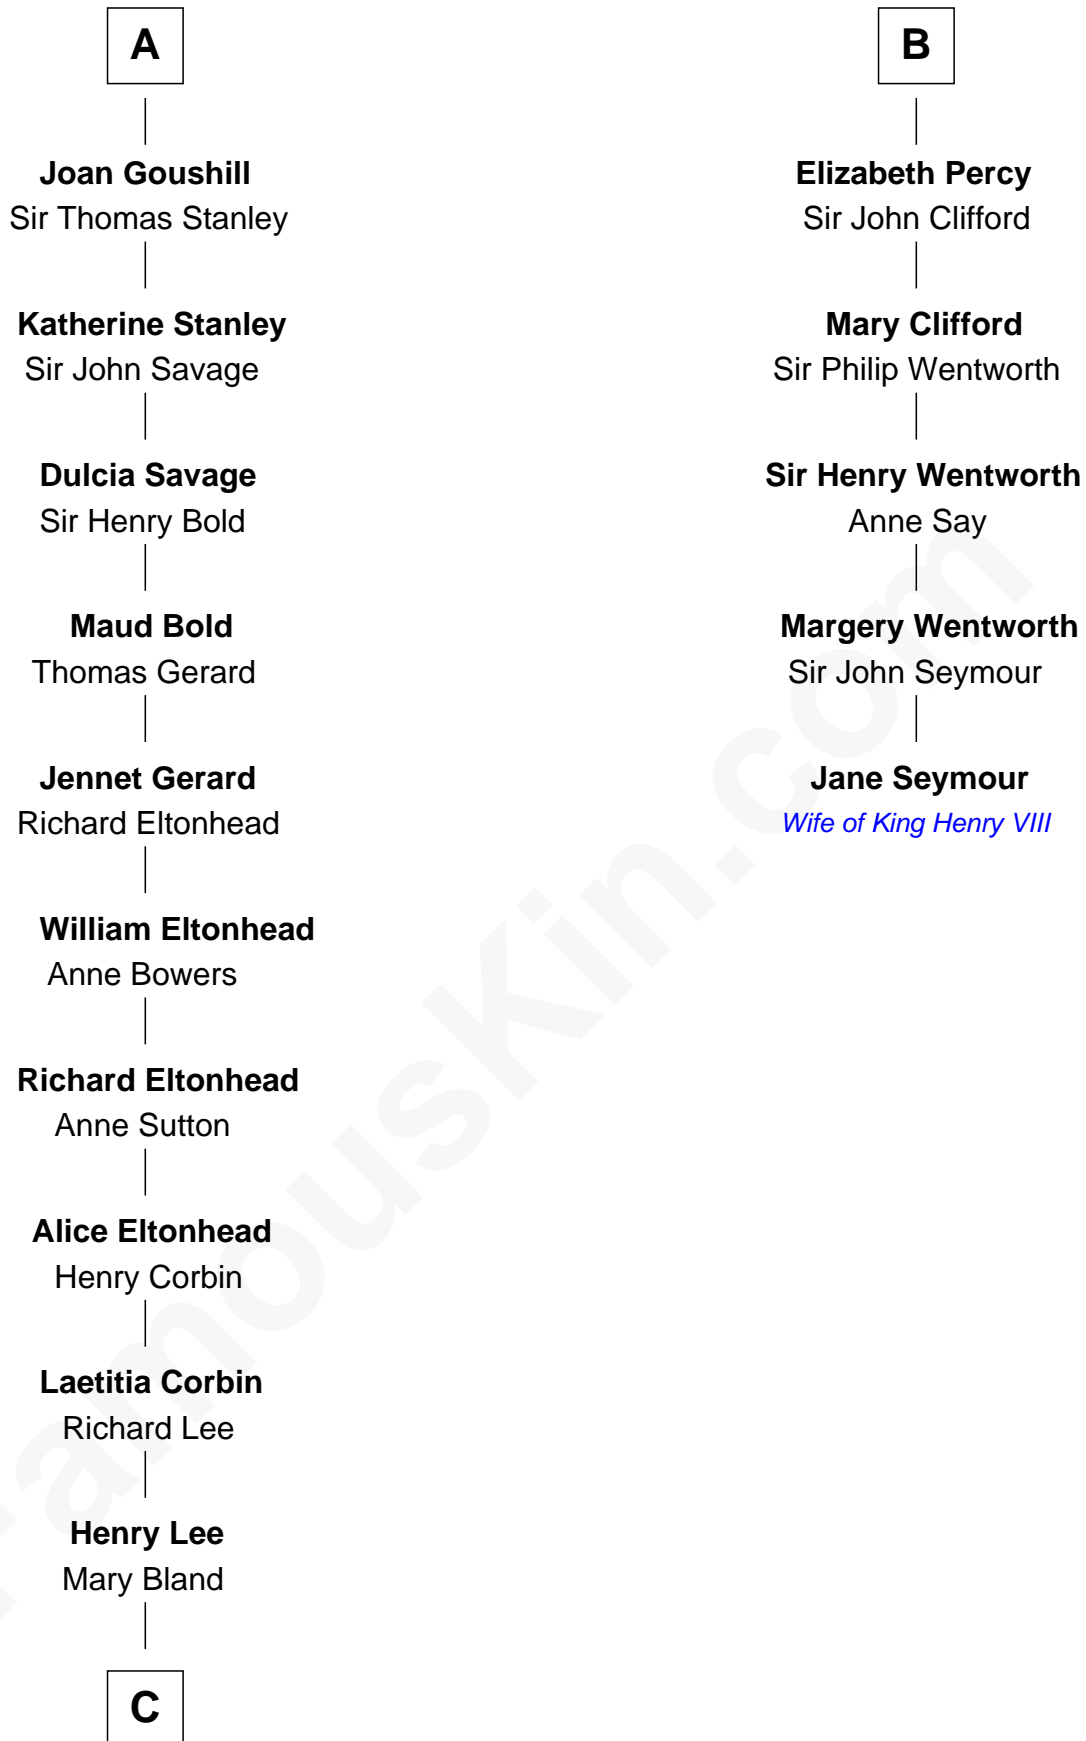 A
Joan Goushill
Sir Thomas Stanley
Katherine Stanley
Sir John Savage
Dulcia Savage
Sir Henry Bold
Maud Bold
Thomas Gerard
Jennet Gerard
Richard Eltonhead
William Eltonhead
Anne Bowers
Richard Eltonhead
Anne Sutton
Alice Eltonhead
Henry Corbin
Laetitia Corbin
Richard Lee
Henry Lee
Mary Bland
C
B
Elizabeth Percy
Sir John Clifford
Mary Clifford
Sir Philip Wentworth
Sir Henry Wentworth
Anne Say
Margery Wentworth
Sir John Seymour
Jane Seymour
Wife of King Henry VIII
FamousKin.com